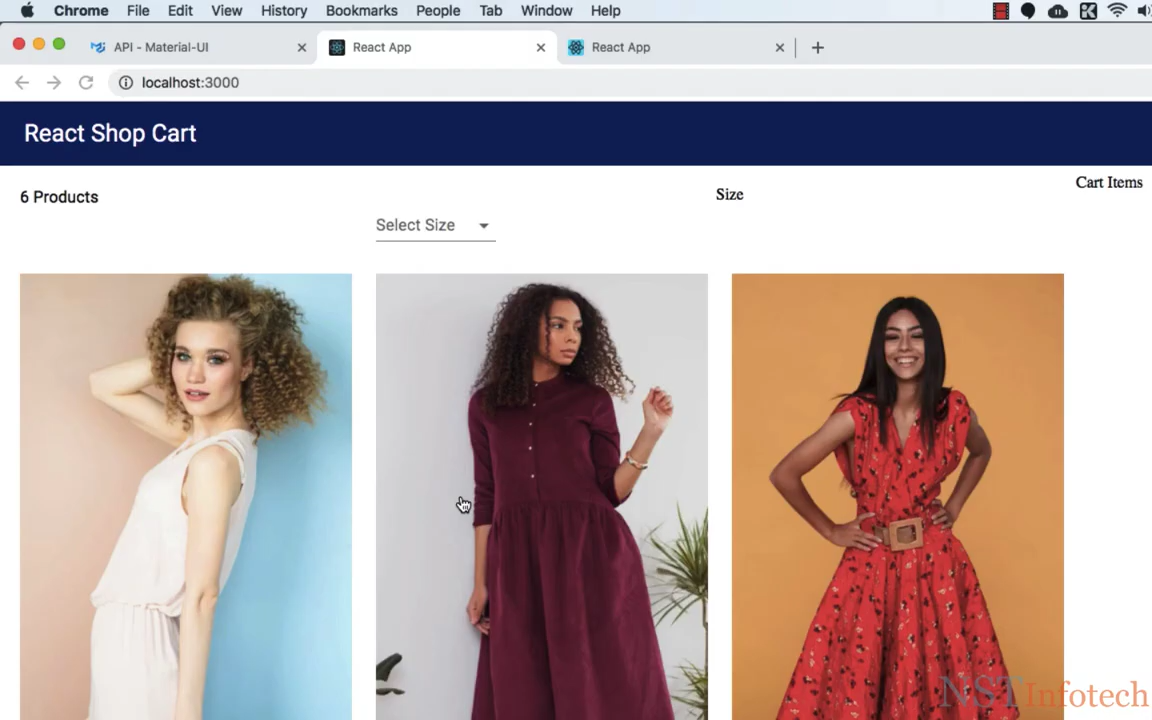 Chrome File Edit View History Bookmarks People Tab Window Help
API - Material-UI
React App
React App
localhost:3000
React Shop Cart
6 Products
Size
Cart Items
Select Size
NSTInfotech